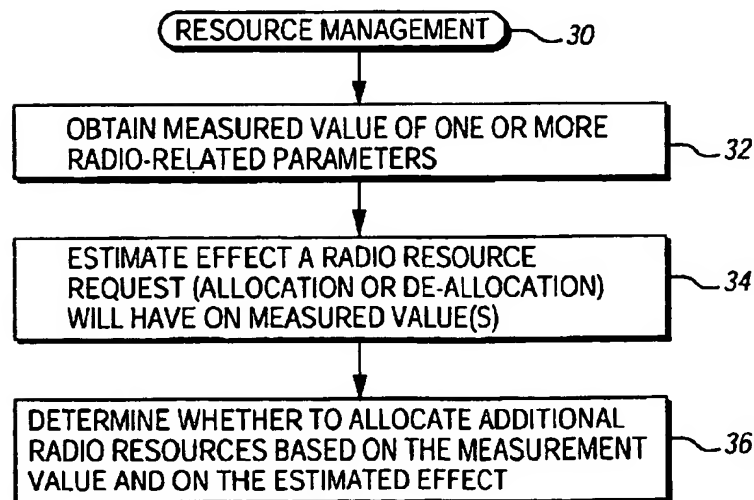 RESOURCE MANAGEMENT
30
OBTAIN MEASURED VALUE OF ONE OR MORE
RADIO-RELATED PARAMETERS
32
ESTIMATE EFFECT A RADIO RESOURCE
REQUEST (ALLOCATION OR DE-ALLOCATION)
WILL HAVE ON MEASURED VALUE(S)
34
DETERMINE WHETHER TO ALLOCATE ADDITIONAL
RADIO RESOURCES BASED ON THE MEASUREMENT
VALUE AND ON THE ESTIMATED EFFECT
36